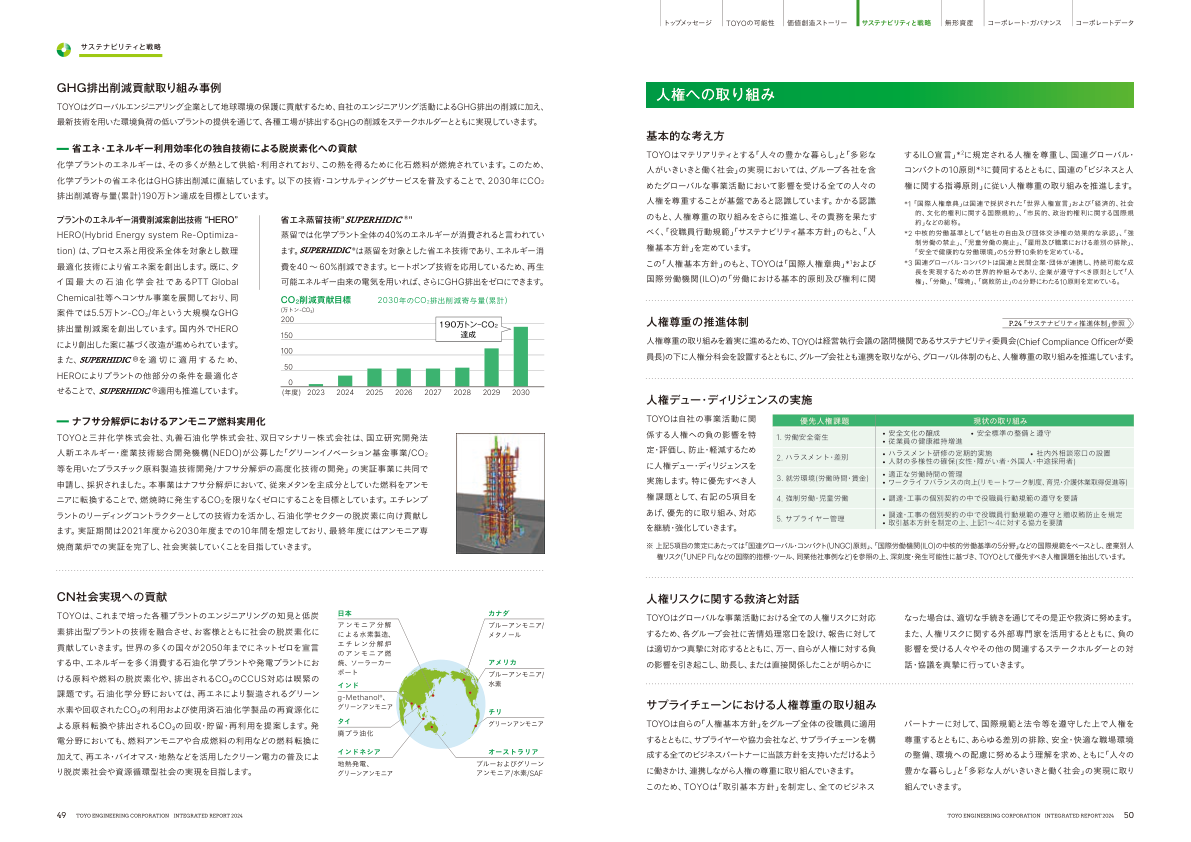 トップメッセージ
TOYOの可能性
価値創造ストーリー
サステナビリティと戦略
無形資産
コーポレート・ガバナンス
コーポレートデータ
サステナビリティと戦略
GHG排出削減貢献取り組み事例
TOYOはグローバルエンジニアリング企業として地球環境の保護に貢献するため、自社のエンジニアリング活動によるGHG排出の削減に加え、
最新技術を用いた環境負荷の低いプラントの提供を通じて、各種工場が排出するGHGの削減をステークホルダーとともに実現していきます。
省エネ・エネルギー利用効率化の独自技術による脱炭素化への貢献
化学プラントのエネルギーは、その多くが熱として供給・利用されており、この熱を得るために化石燃料が燃焼されています。このため、
化学プラントの省エネ化はGHG排出削減に直結しています。以下の技術・コンサルティングサービスを普及することで、2030年にCO₂
排出削減寄与量(累計)190万トン達成を目標としています。
プラントのエネルギー消費削減案創出技術 "HERO"
HERO(Hybrid Energy system Re-Optimiza-
tion) は、プロセス系と用役系全体を対象とし数理
最適化技術により省エネ案を創出します。既に、タ
イ国最大の石油化学会社であるPTT Global
Chemical社等へコンサル事業を展開しており、同
案件では5.5万トン-CO₂/年という大規模なGHG
排出量削減案を創出しています。国内外でHERO
により創出した案に基づく改造が進められています。
また、SUPERHIDIC®を適切に適用するため、
HEROによりプラントの他部分の条件を最適化さ
せることで、SUPERHIDIC®適用も推進しています。
省エネ蒸留技術"SUPERHIDIC®"
蒸留では化学プラント全体の40%のエネルギーが消費されると言われてい
ます。SUPERHIDIC®は蒸留を対象とした省エネ技術であり、エネルギー消
費を40 〜 60%削減できます。ヒートポンプ技術を応用しているため、再生
可能エネルギー由来の電気を用いれば、さらにGHG排出をゼロにできます。
CO₂削減貢献目標 2030年のCO₂排出削減寄与量(累計)
(万トン-CO₂)
200
150
100
50
0
190万トン-CO₂
達成
(年度) 2023 2024 2025 2026 2027 2028 2029 2030
ナフサ分解炉におけるアンモニア燃料実用化
TOYOと三井化学株式会社、丸善石油化学株式会社、双日マシナリー株式会社は、国立研究開発法
人新エネルギー・産業技術総合開発機構(NEDO)が公募した「グリーンイノベーション基金事業/CO₂
等を用いたプラスチック原料製造技術開発/ナフサ分解炉の高度化技術の開発」 の実証事業に共同で
申請し、採択されました。本事業はナフサ分解炉において、従来メタンを主成分としていた燃料をアンモ
ニアに転換することで、燃焼時に発生するCO₂を限りなくゼロにすることを目標としています。エチレンプ
ラントのリーディングコントラクターとしての技術力を活かし、石油化学セクターの脱炭素に向け貢献し
ます。実証期間は2021年度から2030年度までの10年間を想定しており、最終年度にはアンモニア専
焼商業炉での実証を完了し、社会実装していくことを目指していきます。
CN社会実現への貢献
TOYOは、これまで培った各種プラントのエンジニアリングの知見と低炭
素排出型プラントの技術を融合させ、お客様とともに社会の脱炭素化に
貢献していきます。世界の多くの国々が2050年までにネットゼロを宣言
する中、エネルギーを多く消費する石油化学プラントや発電プラントにお
ける原料や燃料の脱炭素化や、排出されるCO₂のCCUS対応は喫緊の
課題です。石油化学分野においては、再エネにより製造されるグリーン
水素や回収されたCO₂の利用および使用済石油化学製品の再資源化に
よる原料転換や排出されるCO₂の回収・貯留・再利用を提案します。発
電分野においても、燃料アンモニアや合成燃料の利用などの燃料転換に
加えて、再エネ・バイオマス・地熱などを活用したクリーン電力の普及によ
り脱炭素社会や資源循環型社会の実現を目指します。
日本
アンモニア分解
による水素製造、
エチレン分解炉
のアンモニア燃
焼、ソーラーカー
ポート
インド
g-Methanol®、
グリーンアンモニア
タイ
廃プラ油化
インドネシア
地熱発電、
グリーンアンモニア
カナダ
ブルーアンモニア/
メタノール
アメリカ
ブルーアンモニア/
水素
チリ
グリーンアンモニア
オーストラリア
ブルーおよびグリーン
アンモニア/水素/SAF
49 TOYO ENGINEERING CORPORATION INTEGRATED REPORT 2024
人権への取り組み
基本的な考え方
TOYOはマテリアリティとする「人々の豊かな暮らし」と「多彩な
人がいきいきと働く社会」の実現においては、グループ各社を含
めたグローバルな事業活動において影響を受ける全ての人々の
人権を尊重することが基盤であると認識しています。かかる認識
のもと、人権尊重の取り組みをさらに推進し、その責務を果たす
べく、「役職員行動規範」「サステナビリティ基本方針」のもと、「人
権基本方針」を定めています。
この「人権基本方針」のもと、TOYOは「国際人権章典」*¹および
国際労働機関(ILO)の「労働における基本的原則及び権利に関
するILO宣言」*²に規定される人権を尊重し、国連グローバル・
コンパクトの10原則*³に賛同するとともに、国連の「ビジネスと人
権に関する指導原則」に従い人権尊重の取り組みを推進します。
*1 「国際人権章典」は国連で採択された「世界人権宣言」および「経済的、社会
的、文化的権利に関する国際規約」、「市民的、政治的権利に関する国際規
約」などの総称。
*2 中核的労働基準として「結社の自由及び団体交渉権の効果的な承認」、「強
制労働の禁止」、「児童労働の廃止」、「雇用及び職業における差別の排除」、
「安全で健康的な労働環境」の5分野10条約を定めている。
*3 国連グローバル・コンパクトは国連と民間企業・団体が連携し、持続可能な成
長を実現するための世界的枠組みであり、企業が遵守すべき原則として「人
権」、「労働」、「環境」、「腐敗防止」の4分野にわたる10原則を定めている。
人権尊重の推進体制
P.24「サステナビリティ推進体制」参照
人権尊重の取り組みを着実に進めるため、TOYOは経営執行会議の諮問機関であるサステナビリティ委員会(Chief Compliance Officerが委
員長)の下に人権分科会を設置するとともに、グループ会社とも連携を取りながら、グローバル体制のもと、人権尊重の取り組みを推進しています。
人権デュー・ディリジェンスの実施
TOYOは自社の事業活動に関
係する人権への負の影響を特
定・評価し、防止・軽減するため
に人権デュー・ディリジェンスを
実施します。特に優先すべき人
権課題として、右記の5項目を
あげ、優先的に取り組み、対応
を継続・強化していきます。
優先人権課題 現状の取り組み
1. 労働安全衛生
• 安全文化の醸成 • 安全標準の整備と遵守
• 従業員の健康維持増進
2. ハラスメント・差別
• ハラスメント研修の定期的実施 • 社内外相談窓口の設置
• 人財の多様性の確保(女性・障がい者・外国人・中途採用者)
3. 就労環境(労働時間・賃金)
• 適正な労働時間の管理
• ワークライフバランスの向上(リモートワーク制度、育児・介護休業取得促進等)
4. 強制労働・児童労働
• 調達・工事の個別契約の中で役職員行動規範の遵守を要請
5. サプライヤー管理
• 調達・工事の個別契約の中で役職員行動規範の遵守と贈収賄防止を規定
• 取引基本方針を制定の上、上記1〜4に対する協力を要請
※ 上記5項目の策定にあたっては「国連グローバル・コンパクト(UNGC)原則」、「国際労働機関(ILO)の中核的労働基準の5分野」などの国際規範をベースとし、産業別人
権リスク(「UNEP FI」などの国際的指標・ツール、同業他社事例など)を参照の上、深刻度・発生可能性に基づき、TOYOとして優先すべき人権課題を抽出しています。
人権リスクに関する救済と対話
TOYOはグローバルな事業活動における全ての人権リスクに対応
するため、各グループ会社に苦情処理窓口を設け、報告に対して
は適切かつ真摯に対応するとともに、万一、自らが人権に対する負
の影響を引き起こし、助長し、または直接関係したことが明らかに
なった場合は、適切な手続きを通じてその是正や救済に努めます。
また、人権リスクに関する外部専門家を活用するとともに、負の
影響を受ける人々やその他の関連するステークホルダーとの対
話・協議を真摯に行っていきます。
サプライチェーンにおける人権尊重の取り組み
TOYOは自らの「人権基本方針」をグループ全体の役職員に適用
するとともに、サプライヤーや協力会社など、サプライチェーンを構
成する全てのビジネスパートナーに当該方針を支持いただけるよう
に働きかけ、連携しながら人権の尊重に取り組んでいきます。
このため、TOYOは「取引基本方針」を制定し、全てのビジネス
パートナーに対して、国際規範と法令等を遵守した上で人権を
尊重するとともに、あらゆる差別の排除、安全・快適な職場環境
の整備、環境への配慮に努めるよう理解を求め、ともに「人々の
豊かな暮らし」と「多彩な人がいきいきと働く社会」の実現に取り
組んでいきます。
TOYO ENGINEERING CORPORATION INTEGRATED REPORT 2024 50